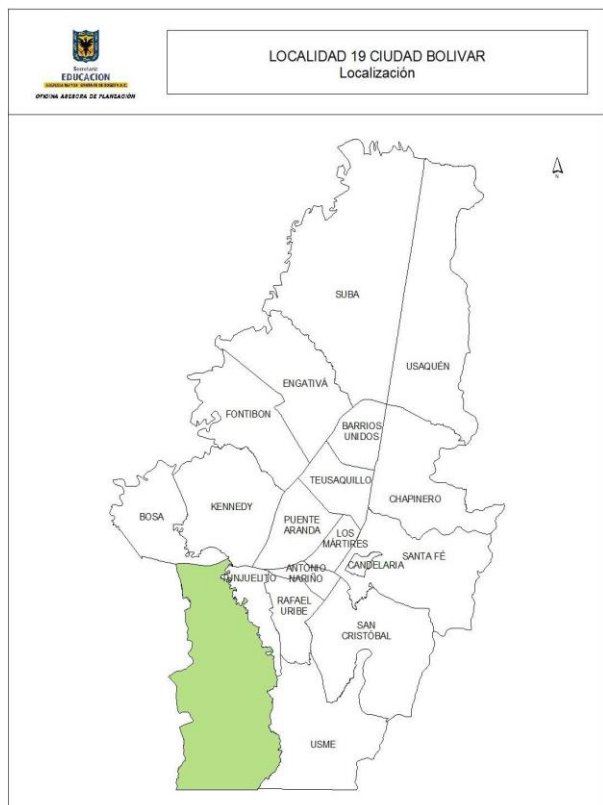 Secretaría
EDUCACION
OFICINA ASESORA DE PLANEACIÓN
LOCALIDAD 19 CIUDAD BOLIVAR
Localización
N
SUBA
USAQUÉN
ENGATIVÁ
FONTIBON
BARRIOS
UNIDOS
TEUSAQUILLO
CHAPINERO
BOSA
KENNEDY
PUENTE
ARANDA
LOS
MÁRTIRES
SANTA FÉ
CANDELARIA
ANTONIO
NARIÑO
TUNJUELITO
RAFAEL
URIBE
SAN
CRISTÓBAL
USME